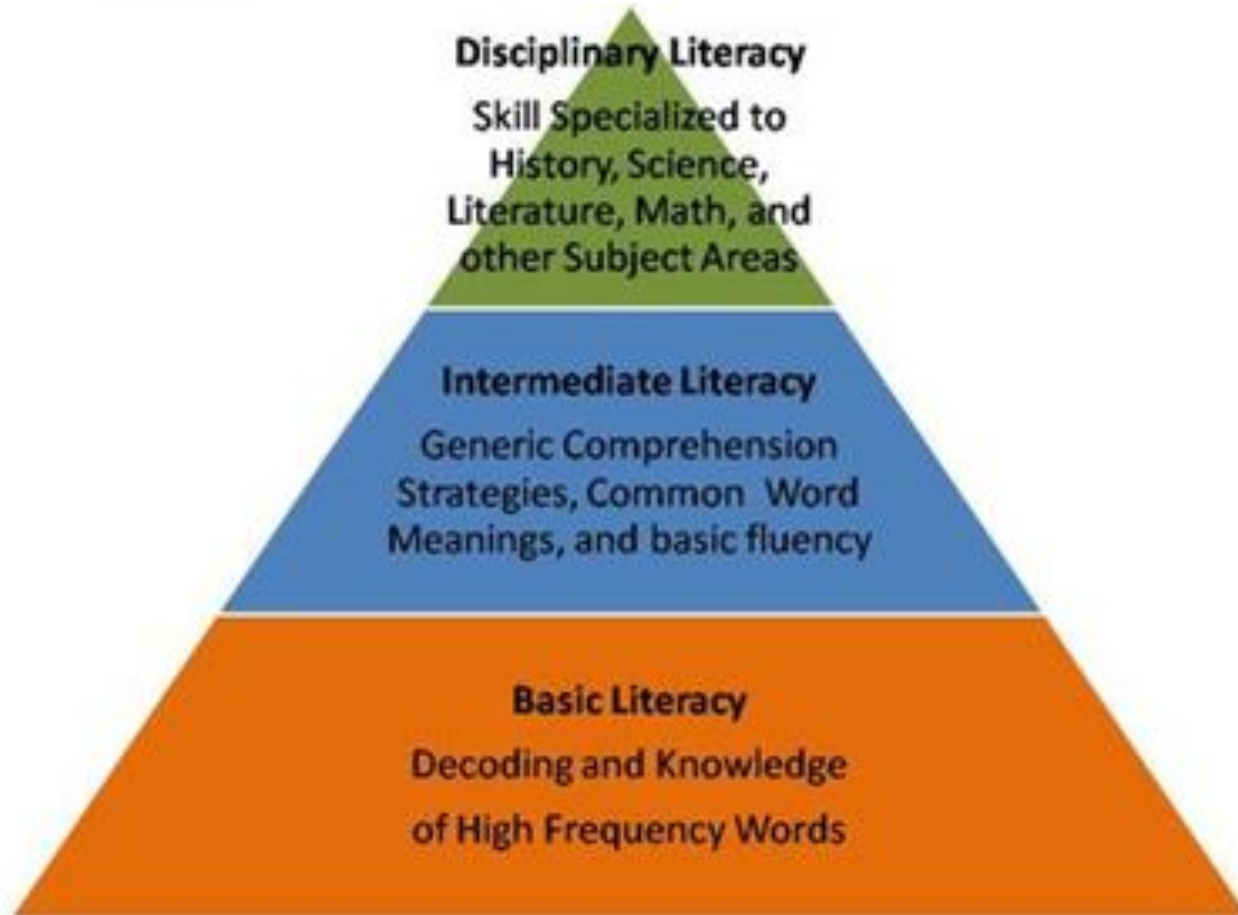 Disciplinary Literacy
Skill Specialized to
History, Science,
Literature, Math, and
other Subject Areas
Intermediate Literacy
Generic Comprehension
Strategies, Common Word
Meanings, and basic fluency
Basic Literacy
Decoding and Knowledge
of High Frequency Words